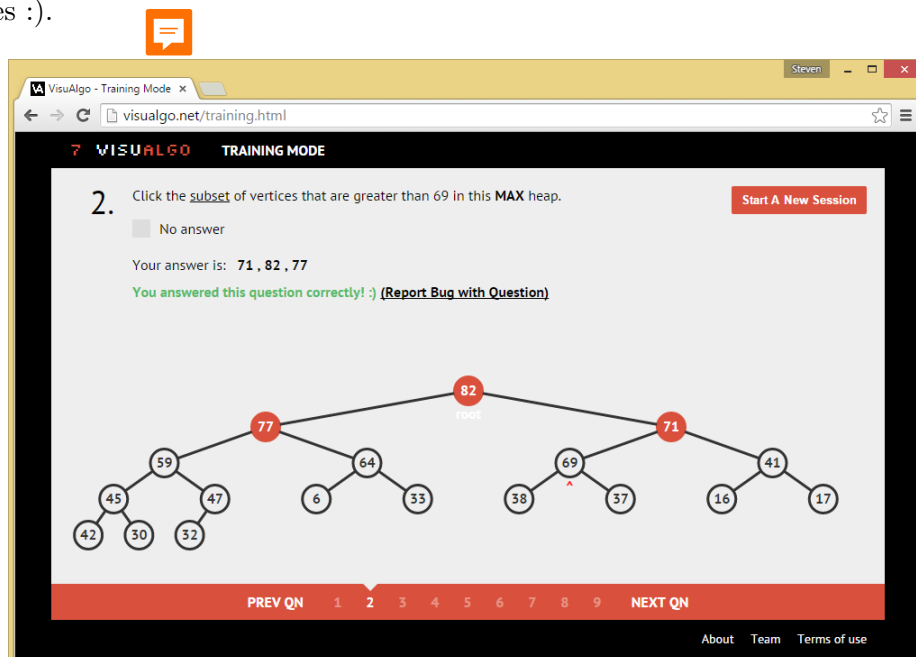 es :).
Steven
VisuAlgo - Training Mode ×
visualgo.net/training.html
7 VISUALGO TRAINING MODE
2. Click the subset of vertices that are greater than 69 in this MAX heap.
Start A New Session
No answer
Your answer is: 71 , 82 , 77
You answered this question correctly! :) (Report Bug with Question)
82
root
77 71
59 64 69 41
^
45 47 6 33 38 37 16 17
42 30 32
PREV QN 1 2 3 4 5 6 7 8 9 NEXT QN
About Team Terms of use